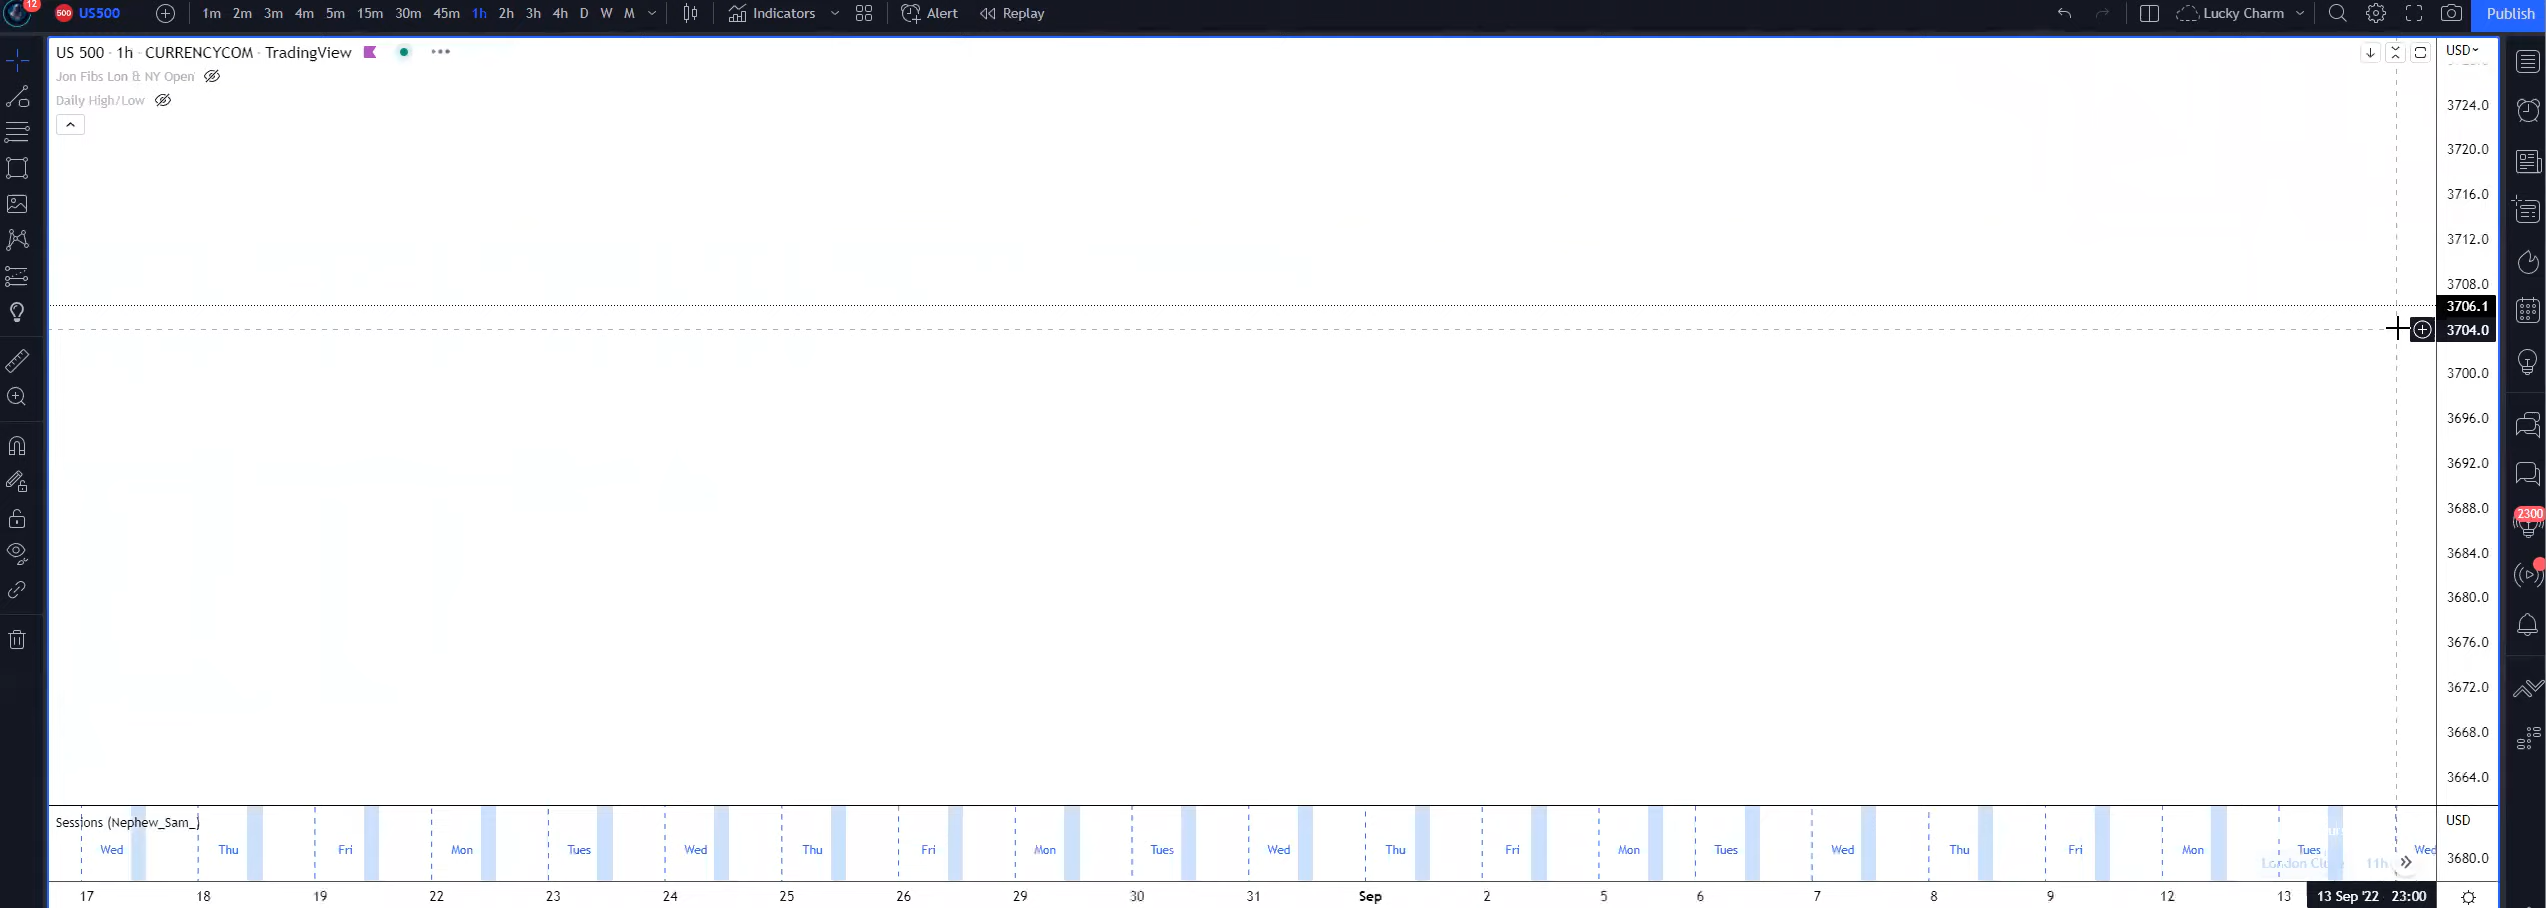 12 500 US500 1m 2m 3m 4m 5m 15m 30m 45m 1h 2h 3h 4h D W M Indicators Alert Replay Lucky Charm Publish
US 500 · 1h · CURRENCYCOM · TradingView USD
Jon Fibs Lon & NY Open
Daily High/Low
3724.0
3720.0
3716.0
3712.0
3708.0
3706.1
3704.0
3700.0
3696.0
3692.0
3688.0
2300
3684.0
3680.0
3676.0
3672.0
3668.0
3664.0
Sessions (Nephew_Sam_) USD
Wed Thu Fri Mon Tues Wed Thu Fri Mon Tues Wed Thu Fri Mon Tues Wed Thu Fri Mon Tues Wed
London 11h 3680.0
17 18 19 22 23 24 25 26 29 30 31 Sep 2 5 6 7 8 9 12 13 13 Sep '22 23:00